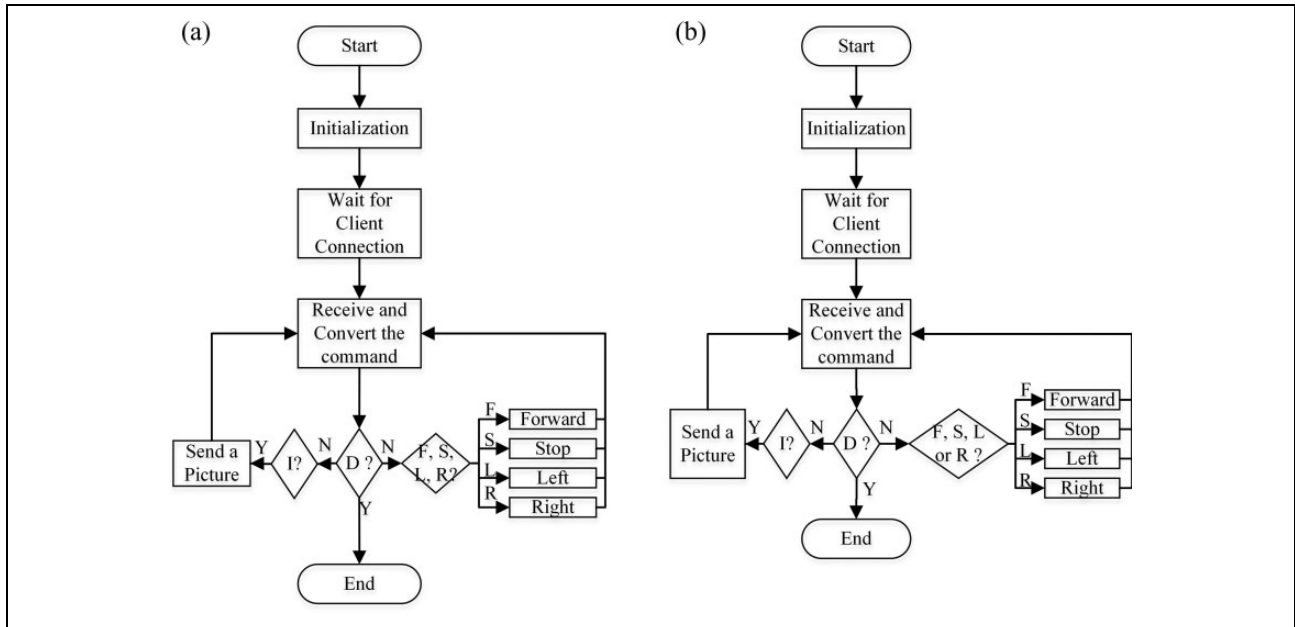 (a)
Start
Initialization
Wait for
Client
Connection
Receive and
Convert the
command
Send a
Picture
Y
I?
N
D ?
N
F, S,
L, R?
F
Forward
S
Stop
L
Left
R
Right
Y
End
(b)
Start
Initialization
Wait for
Client
Connection
Receive and
Convert the
command
Send a
Picture
Y
I?
N
D ?
N
F, S, L
or R ?
F
Forward
S
Stop
L
Left
R
Right
Y
End